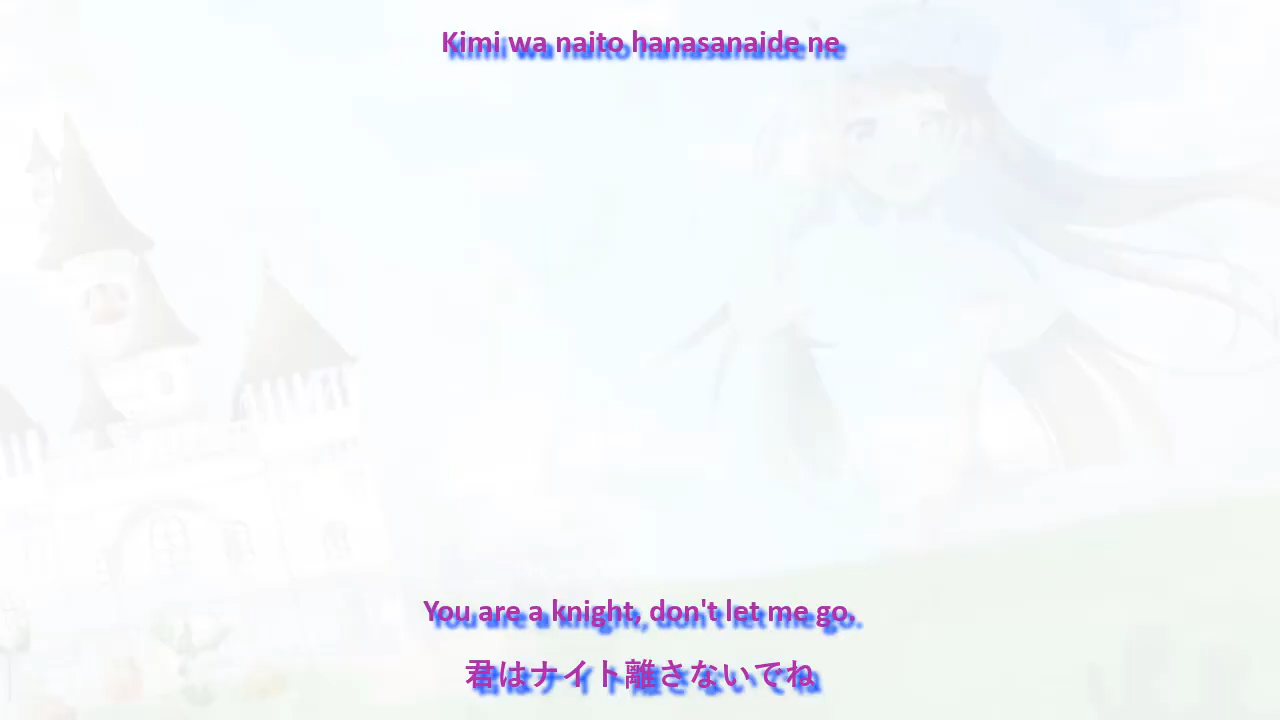 Kimi wa naito hanasanaide ne
You are a knight, don't let me go.
君はナイト離さないでね